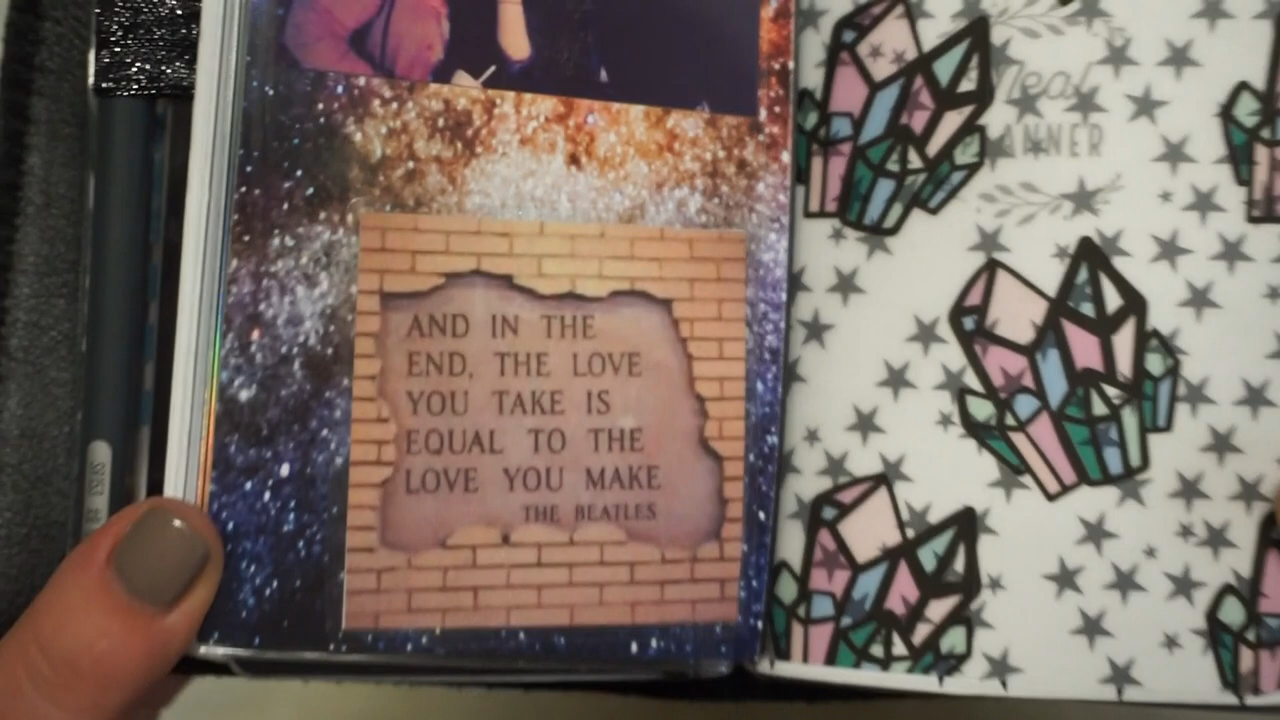 AND IN THE
END, THE LOVE
YOU TAKE IS
EQUAL TO THE
LOVE YOU MAKE
THE BEATLES